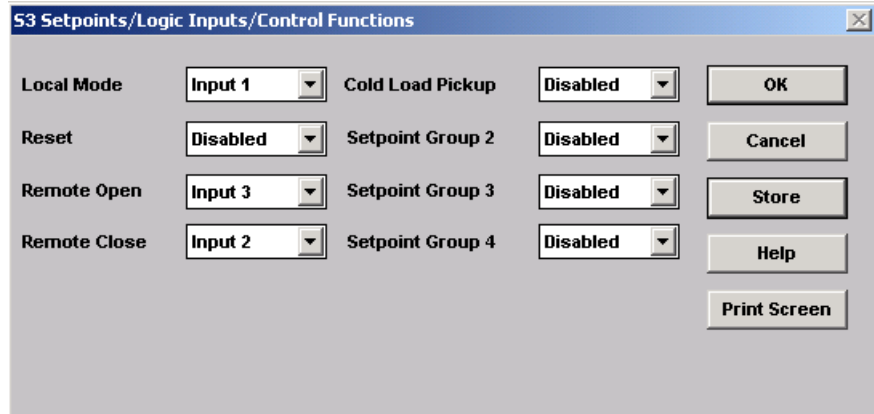 S3 Setpoints/Logic Inputs/Control Functions
Local Mode Input 1 Cold Load Pickup Disabled OK
Reset Disabled Setpoint Group 2 Disabled Cancel
Remote Open Input 3 Setpoint Group 3 Disabled Store
Remote Close Input 2 Setpoint Group 4 Disabled Help
Print Screen